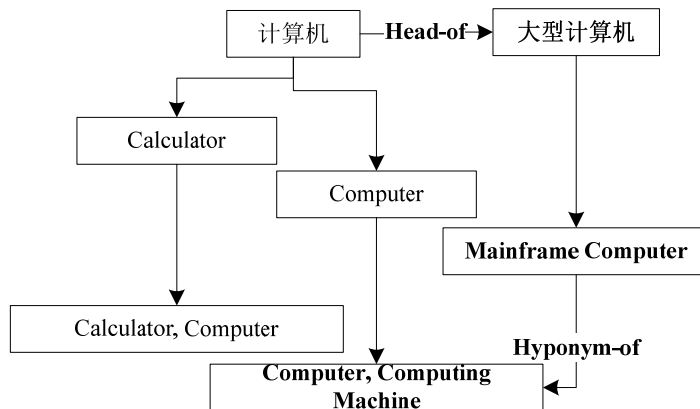 计算机
Head-of
大型计算机
Calculator
Computer
Mainframe Computer
Calculator, Computer
Hyponym-of
Computer, Computing
Machine